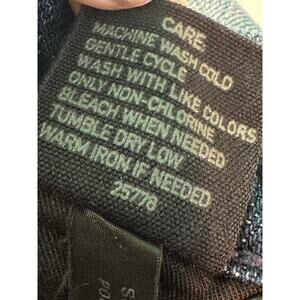 CARE:
MACHINE WASH COLD
GENTLE CYCLE
WASH WITH LIKE COLORS
ONLY NON-CHLORINE
BLEACH WHEN NEEDED
TUMBLE DRY LOW
WARM IRON IF NEEDED
25778